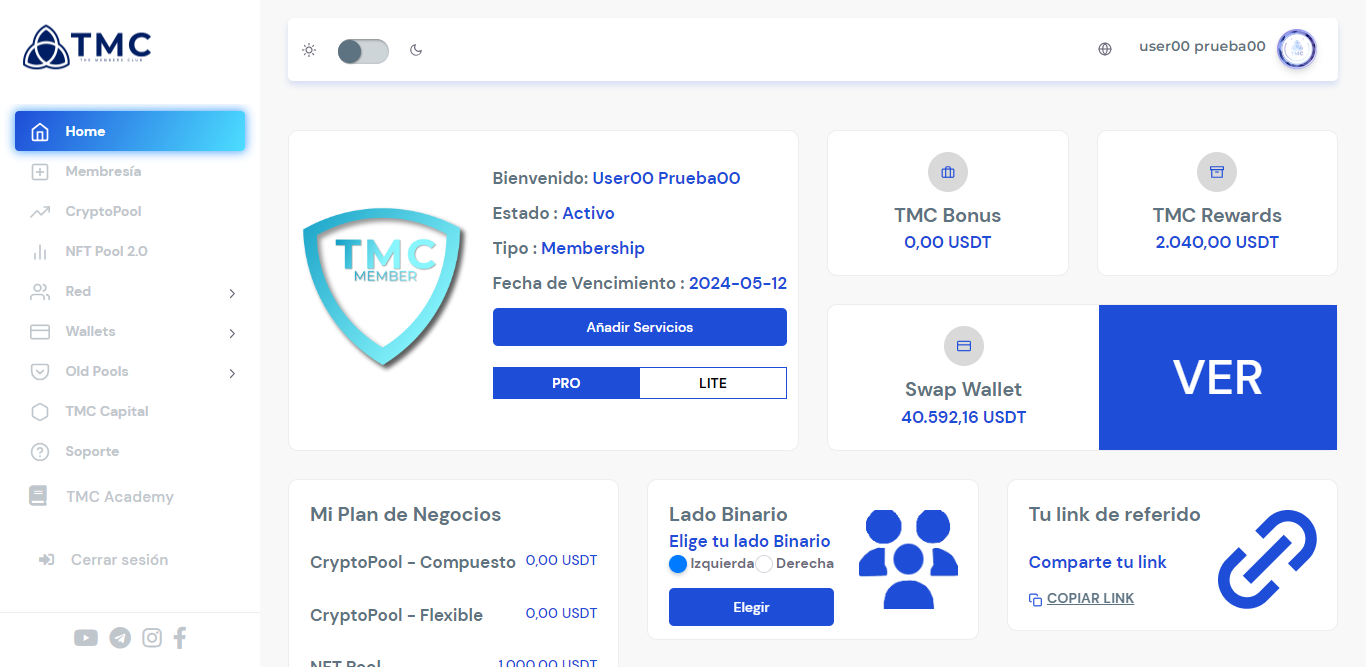 TMC
THE MEMBERS CLUB
Home
Membresía
CryptoPool
NFT Pool 2.0
Red
Wallets
Old Pools
TMC Capital
Soporte
TMC Academy
Cerrar sesión
user00 prueba00
TMC
MEMBER
Bienvenido: User00 Prueba00
Estado : Activo
Tipo : Membership
Fecha de Vencimiento : 2024-05-12
Añadir Servicios
PRO LITE
TMC Bonus
0,00 USDT
TMC Rewards
2.040,00 USDT
Swap Wallet
40.592,16 USDT
VER
Mi Plan de Negocios
CryptoPool - Compuesto 0,00 USDT
CryptoPool - Flexible 0,00 USDT
NFT Pool 1.000,00 USDT
Lado Binario
Elige tu lado Binario
Izquierda Derecha
Elegir
Tu link de referido
Comparte tu link
COPIAR LINK